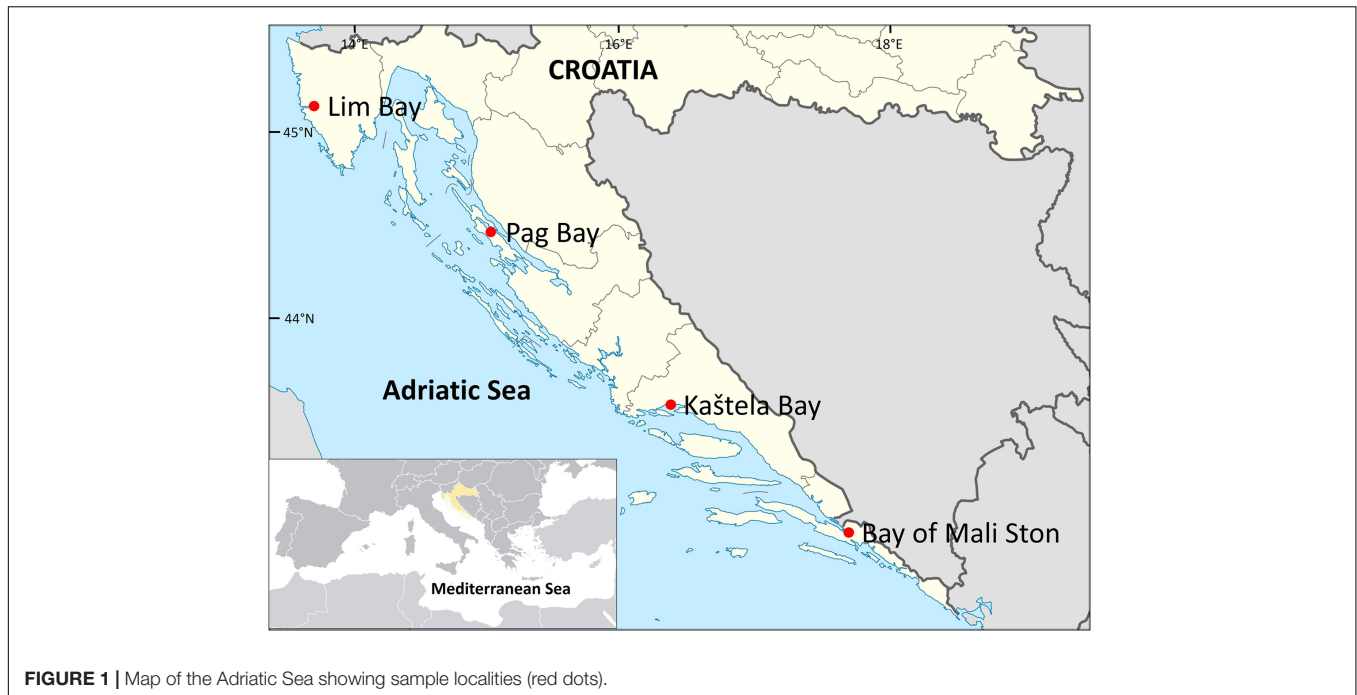 14°E
16°E
18°E
CROATIA
Lim Bay
45°N
Pag Bay
44°N
Adriatic Sea
Kaštela Bay
Bay of Mali Ston
Mediterranean Sea
FIGURE 1 | Map of the Adriatic Sea showing sample localities (red dots).